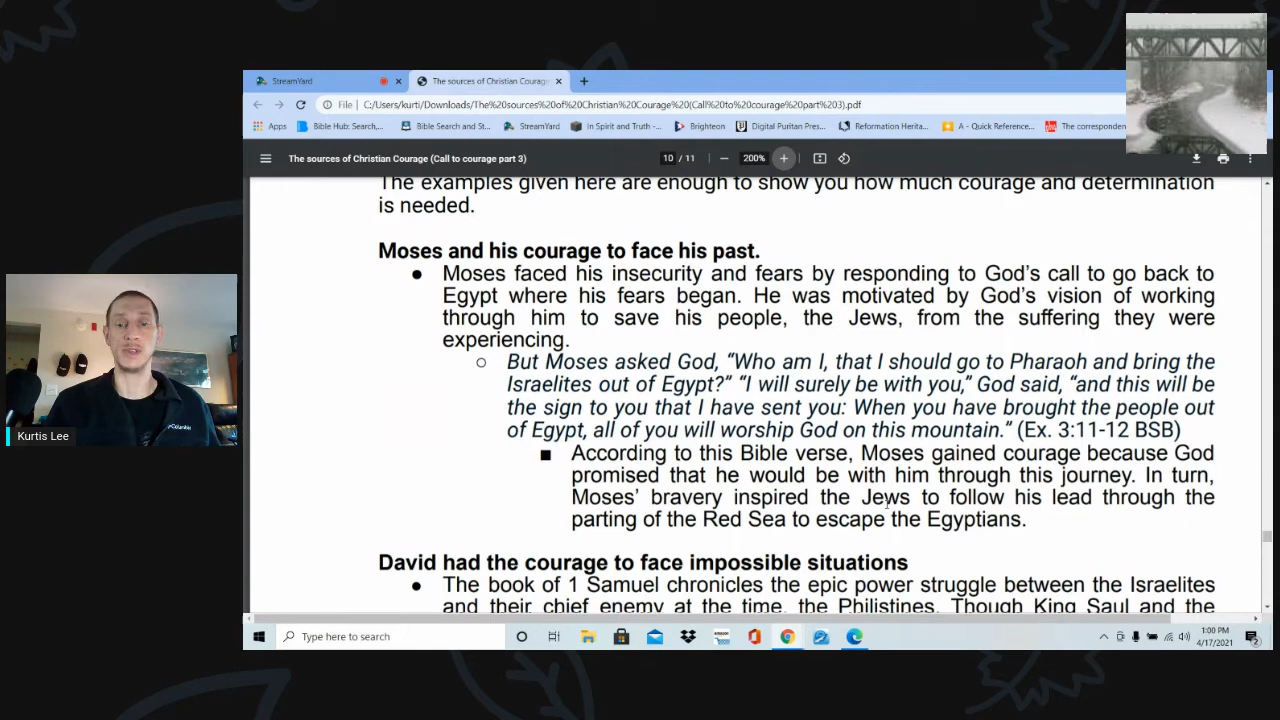 StreamYard
The sources of Christian Courag
File
C:/Users/kurti/Downloads/The%20sources%20of%20Christian%20Courage%20(Call%20to%20courage%20part%203).pdf
Apps
Bible Hub: Search,...
Bible Search and St...
StreamYard
In Spirit and Truth -...
Brighteon
Digital Puritan Pres...
Reformation Herita...
A - Quick Reference...
The corresponden
The sources of Christian Courage (Call to courage part 3)
10 / 11
200%
The examples given here are enough to show you how much courage and determination
is needed.
Moses and his courage to face his past.
Moses faced his insecurity and fears by responding to God’s call to go back to
Egypt where his fears began. He was motivated by God’s vision of working
through him to save his people, the Jews, from the suffering they were
experiencing.
But Moses asked God, “Who am I, that I should go to Pharaoh and bring the
Israelites out of Egypt?” “I will surely be with you,” God said, “and this will be
the sign to you that I have sent you: When you have brought the people out
of Egypt, all of you will worship God on this mountain.” (Ex. 3:11-12 BSB)
According to this Bible verse, Moses gained courage because God
promised that he would be with him through this journey. In turn,
Moses’ bravery inspired the Jews to follow his lead through the
parting of the Red Sea to escape the Egyptians.
Kurtis Lee
David had the courage to face impossible situations
The book of 1 Samuel chronicles the epic power struggle between the Israelites
and their chief enemy at the time, the Philistines. Though King Saul and the
Type here to search
1:00 PM
4/17/2021